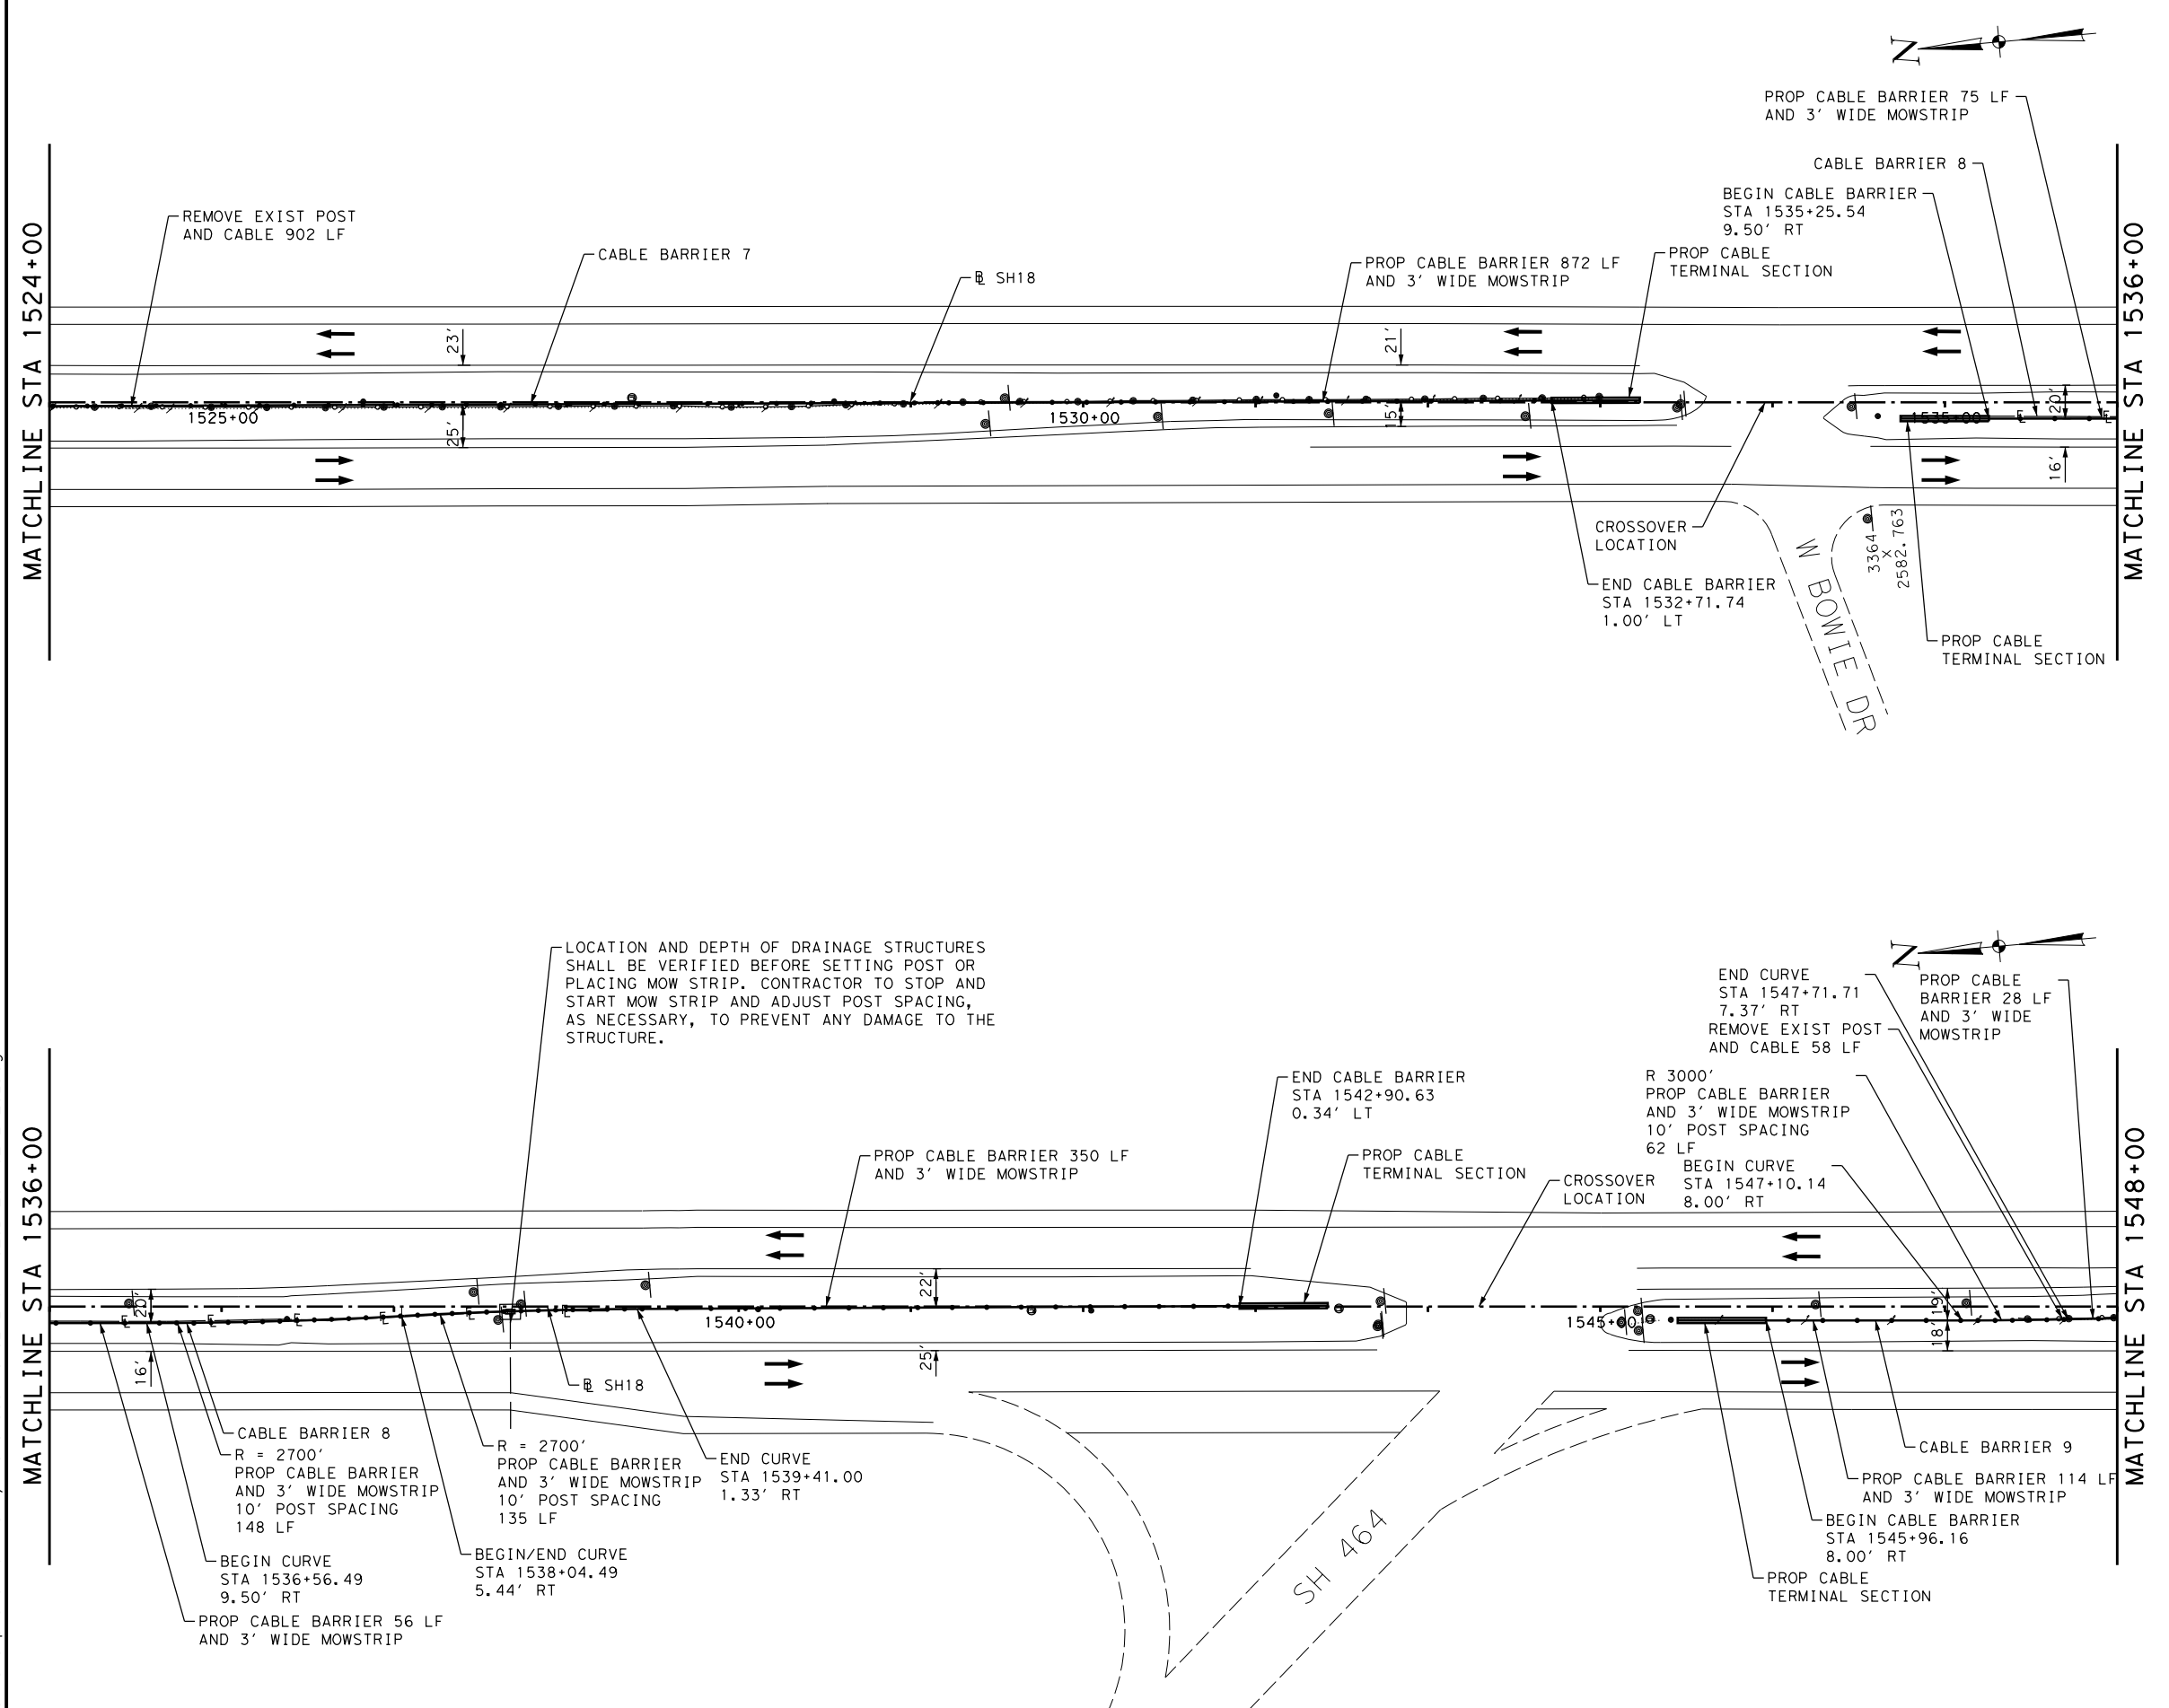 N
PROP CABLE BARRIER 75 LF
AND 3' WIDE MOWSTRIP
CABLE BARRIER 8
BEGIN CABLE BARRIER
STA 1535+25.54
9.50' RT
REMOVE EXIST POST
AND CABLE 902 LF
CABLE BARRIER 7
℄ SH18
PROP CABLE BARRIER 872 LF
AND 3' WIDE MOWSTRIP
PROP CABLE
TERMINAL SECTION
MATCHLINE STA 1524+00
MATCHLINE STA 1536+00
23'
21'
20'
1525+00
1530+00
1535+00
25'
15'
16'
CROSSOVER
LOCATION
END CABLE BARRIER
STA 1532+71.74
1.00' LT
3364
X
2582.763
W BOWIE DR
PROP CABLE
TERMINAL SECTION
N
LOCATION AND DEPTH OF DRAINAGE STRUCTURES
SHALL BE VERIFIED BEFORE SETTING POST OR
PLACING MOW STRIP. CONTRACTOR TO STOP AND
START MOW STRIP AND ADJUST POST SPACING,
AS NECESSARY, TO PREVENT ANY DAMAGE TO THE
STRUCTURE.
END CURVE
STA 1547+71.71
7.37' RT
REMOVE EXIST POST
AND CABLE 58 LF
PROP CABLE
BARRIER 28 LF
AND 3' WIDE
MOWSTRIP
R 3000'
PROP CABLE BARRIER
AND 3' WIDE MOWSTRIP
10' POST SPACING
62 LF
BEGIN CURVE
STA 1547+10.14
8.00' RT
END CABLE BARRIER
STA 1542+90.63
0.34' LT
PROP CABLE BARRIER 350 LF
AND 3' WIDE MOWSTRIP
PROP CABLE
TERMINAL SECTION
CROSSOVER
LOCATION
MATCHLINE STA 1536+00
MATCHLINE STA 1548+00
20'
22'
19'
1540+00
1545+00
16'
25'
18'
℄ SH18
CABLE BARRIER 8
R = 2700'
PROP CABLE BARRIER
AND 3' WIDE MOWSTRIP
10' POST SPACING
148 LF
R = 2700'
PROP CABLE BARRIER
AND 3' WIDE MOWSTRIP
10' POST SPACING
135 LF
END CURVE
STA 1539+41.00
1.33' RT
CABLE BARRIER 9
PROP CABLE BARRIER 114 LF
AND 3' WIDE MOWSTRIP
BEGIN CABLE BARRIER
STA 1545+96.16
8.00' RT
PROP CABLE
TERMINAL SECTION
BEGIN CURVE
STA 1536+56.49
9.50' RT
BEGIN/END CURVE
STA 1538+04.49
5.44' RT
PROP CABLE BARRIER 56 LF
AND 3' WIDE MOWSTRIP
SH 464